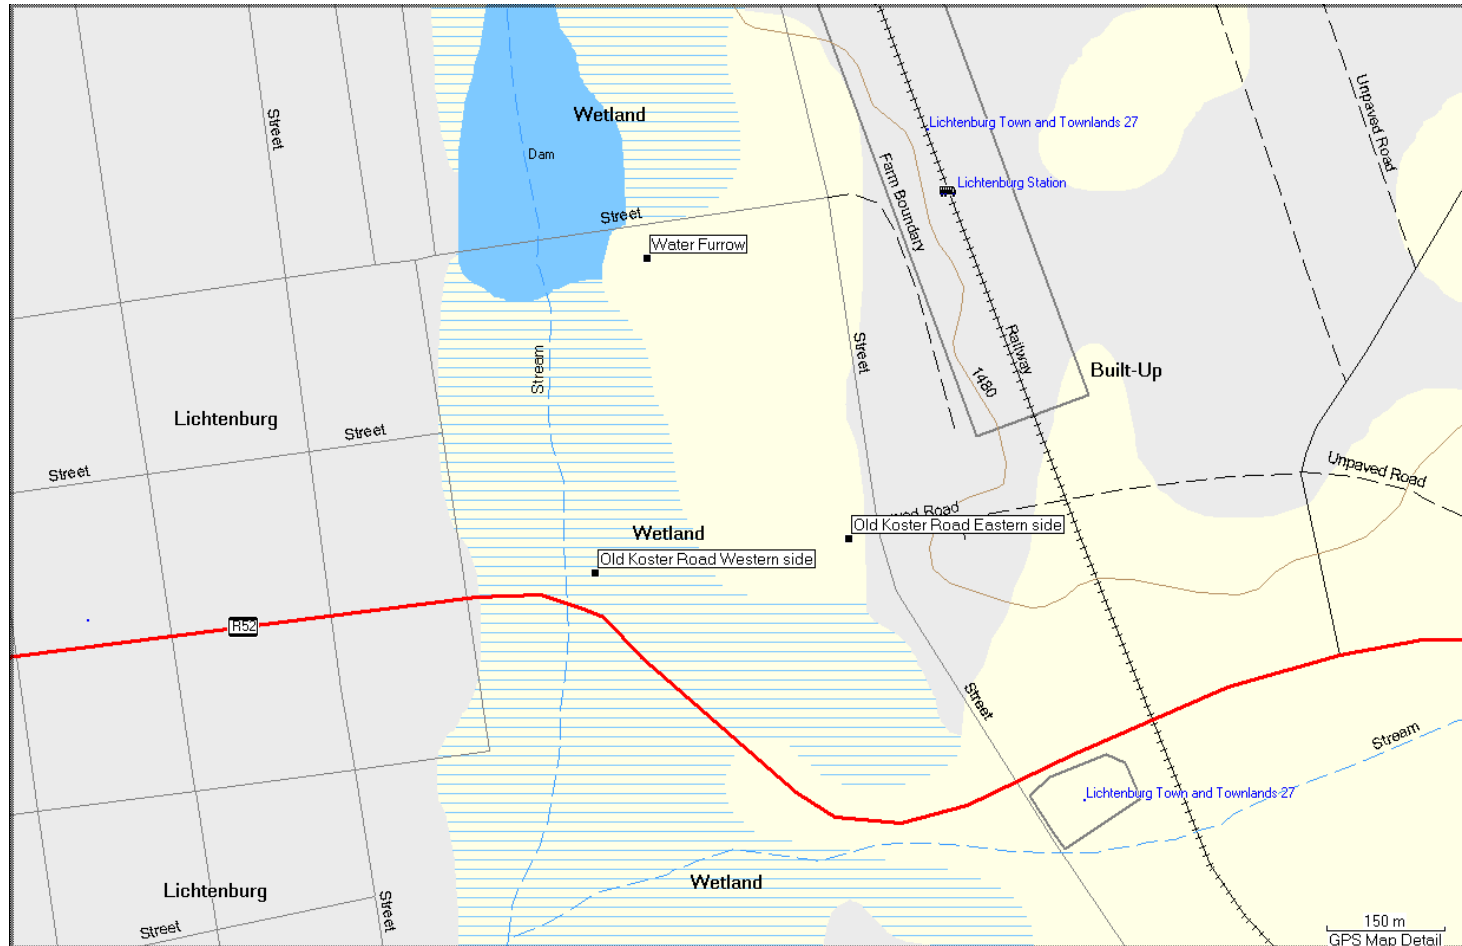 Street
Wetland
Unpaved Road
Lichtenburg Town and Townlands 27
Dam
Farm Boundary
Lichtenburg Station
Street
Water Furrow
Railway
Street
Stream
Built-Up
1480
Lichtenburg
Street
Street
Unpaved Road
Road
Old Koster Road Eastern side
Wetland
Old Koster Road Western side
R52
Street
Stream
Lichtenburg Town and Townlands 27
Wetland
Lichtenburg
Street
Street
150 m
GPS Map Detail